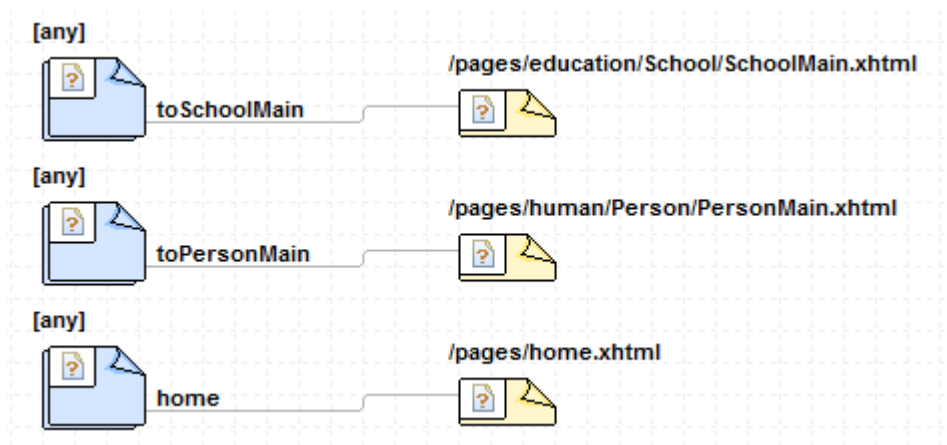 [any]
/pages/education/School/SchoolMain.xhtml
toSchoolMain
[any]
/pages/human/Person/PersonMain.xhtml
toPersonMain
[any]
/pages/home.xhtml
home